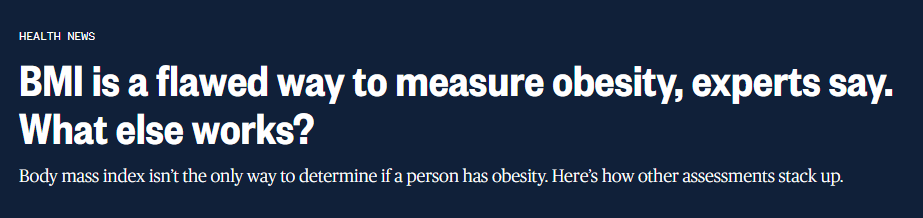 HEALTH NEWS
BMI is a flawed way to measure obesity, experts say.
What else works?
Body mass index isn’t the only way to determine if a person has obesity. Here’s how other assessments stack up.